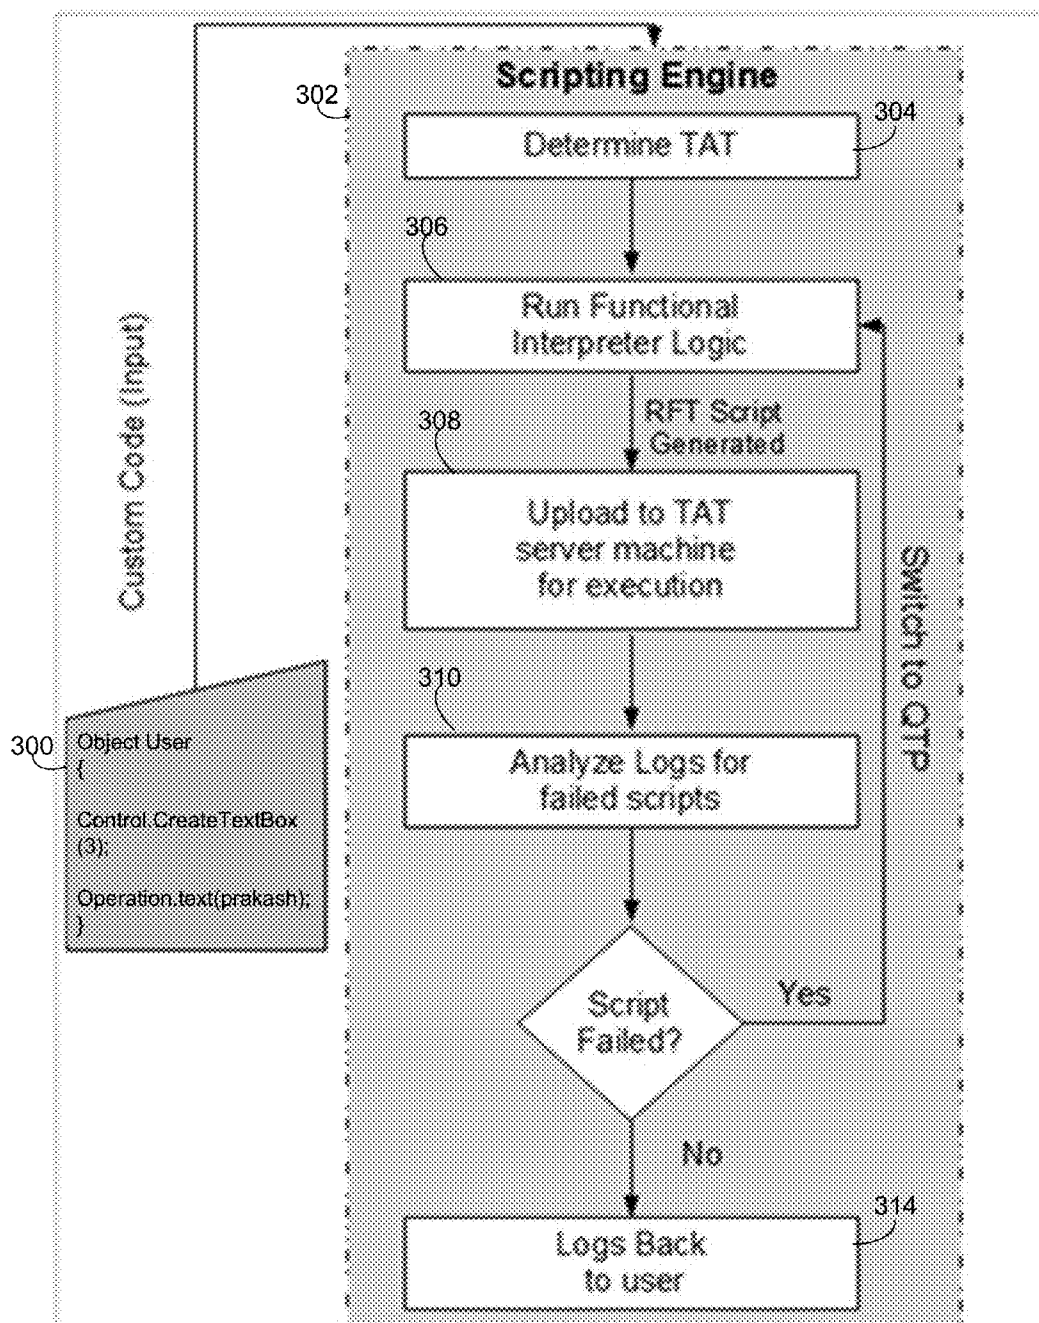 Scripting Engine
302
Determine TAT
304
306
Run Functional
Interpreter Logic
RFT Script
Generated
308
Upload to TAT
server machine
for execution
310
Analyze Logs for
failed scripts
Script
Failed?
Yes
Switch to QTP
No
314
Logs Back
to user
Custom Code (Input)
300
Object User
{
Control.CreateTextBox
(3);
Operation.text(prakash);
}